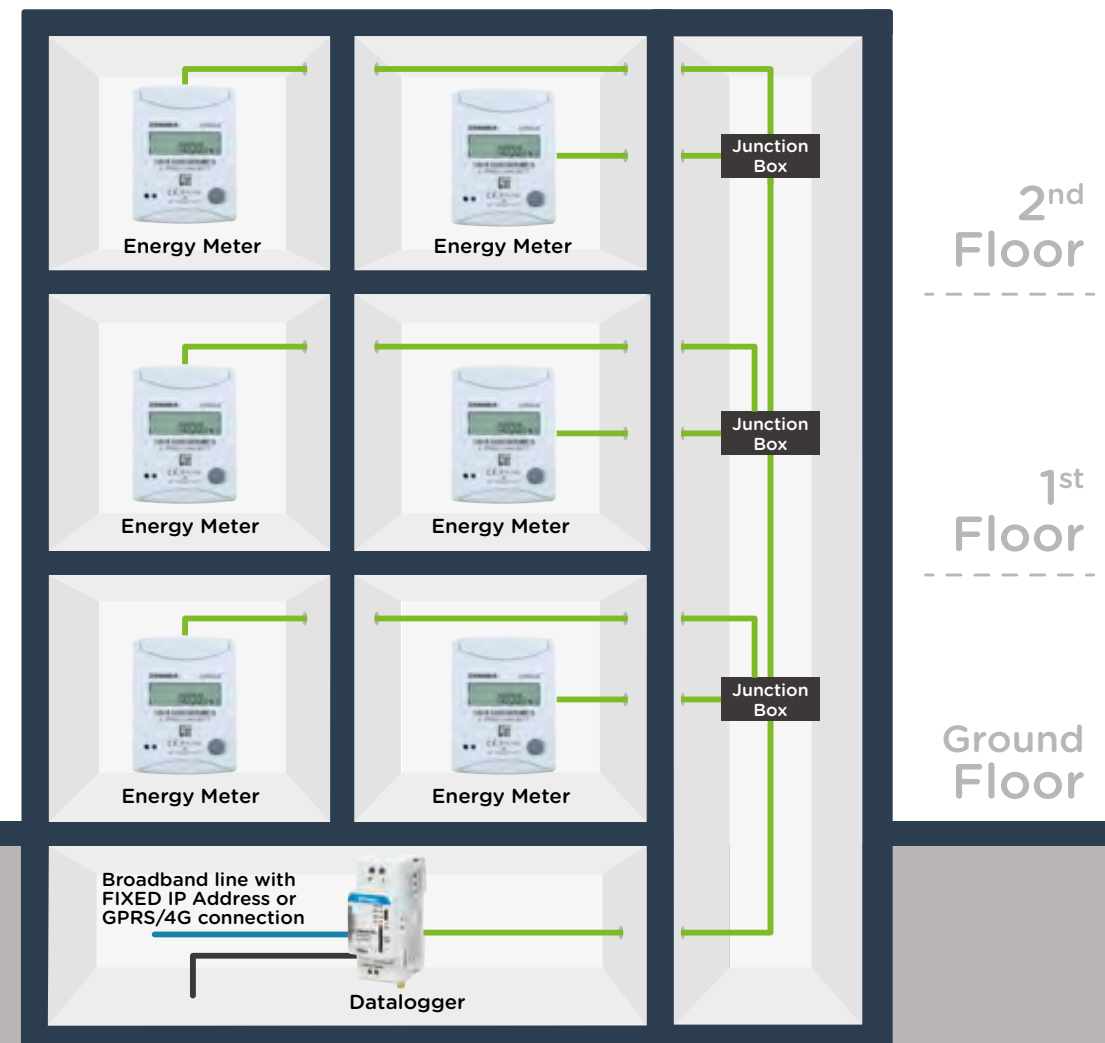 Junction
Box
2nd
Floor
Energy Meter
Energy Meter
Junction
Box
1st
Floor
Energy Meter
Energy Meter
Junction
Box
Ground
Floor
Energy Meter
Energy Meter
Broadband line with
FIXED IP Address or
GPRS/4G connection
Datalogger